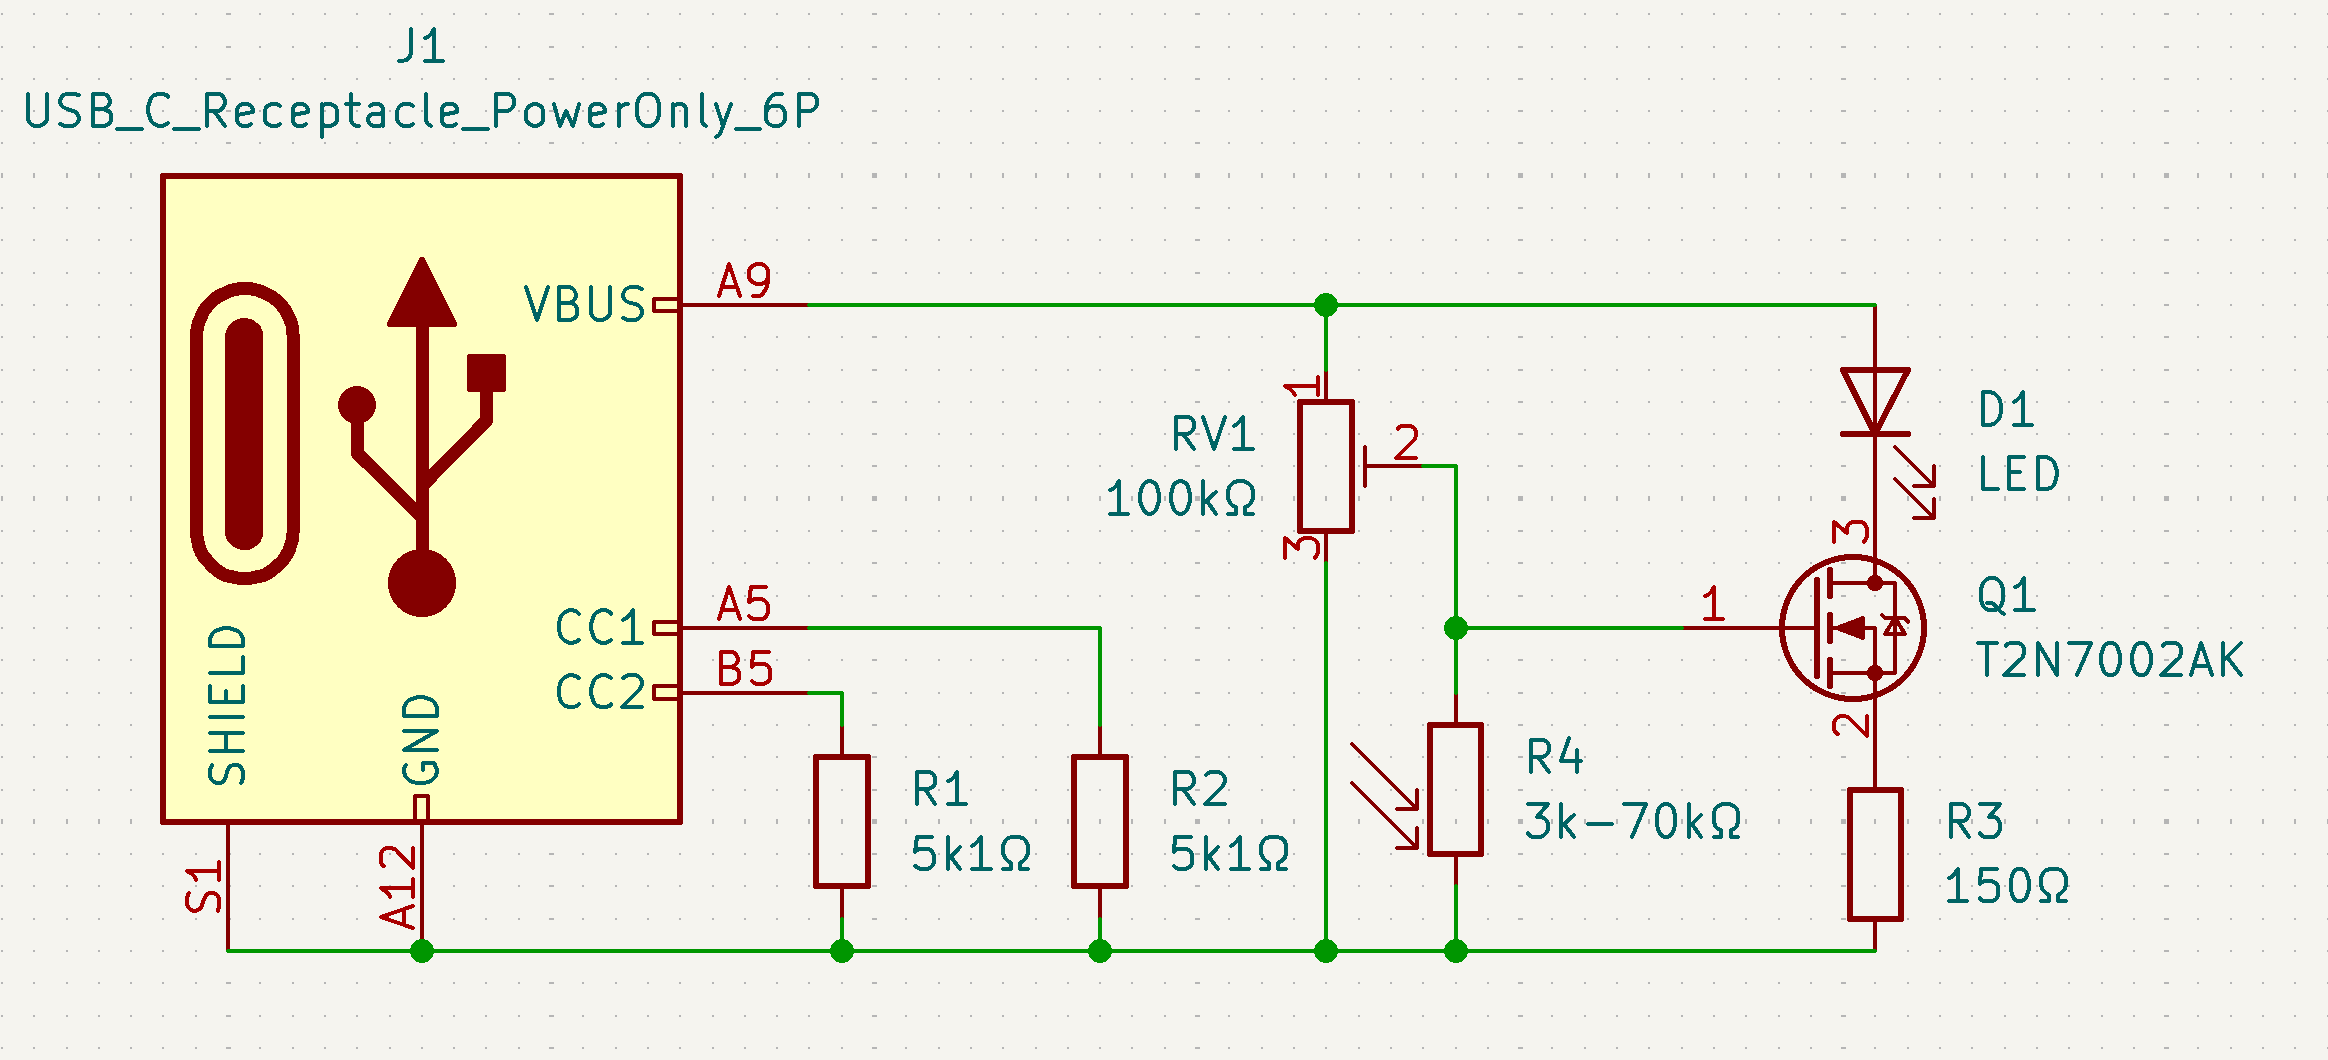 J1
USB_C_Receptacle_PowerOnly_6P
VBUS
A9
CC1
A5
CC2
B5
SHIELD
GND
S1
A12
R1
5k1Ω
R2
5k1Ω
RV1
100kΩ
1
2
3
R4
3k-70kΩ
D1
LED
3
1
2
Q1
T2N7002AK
R3
150Ω